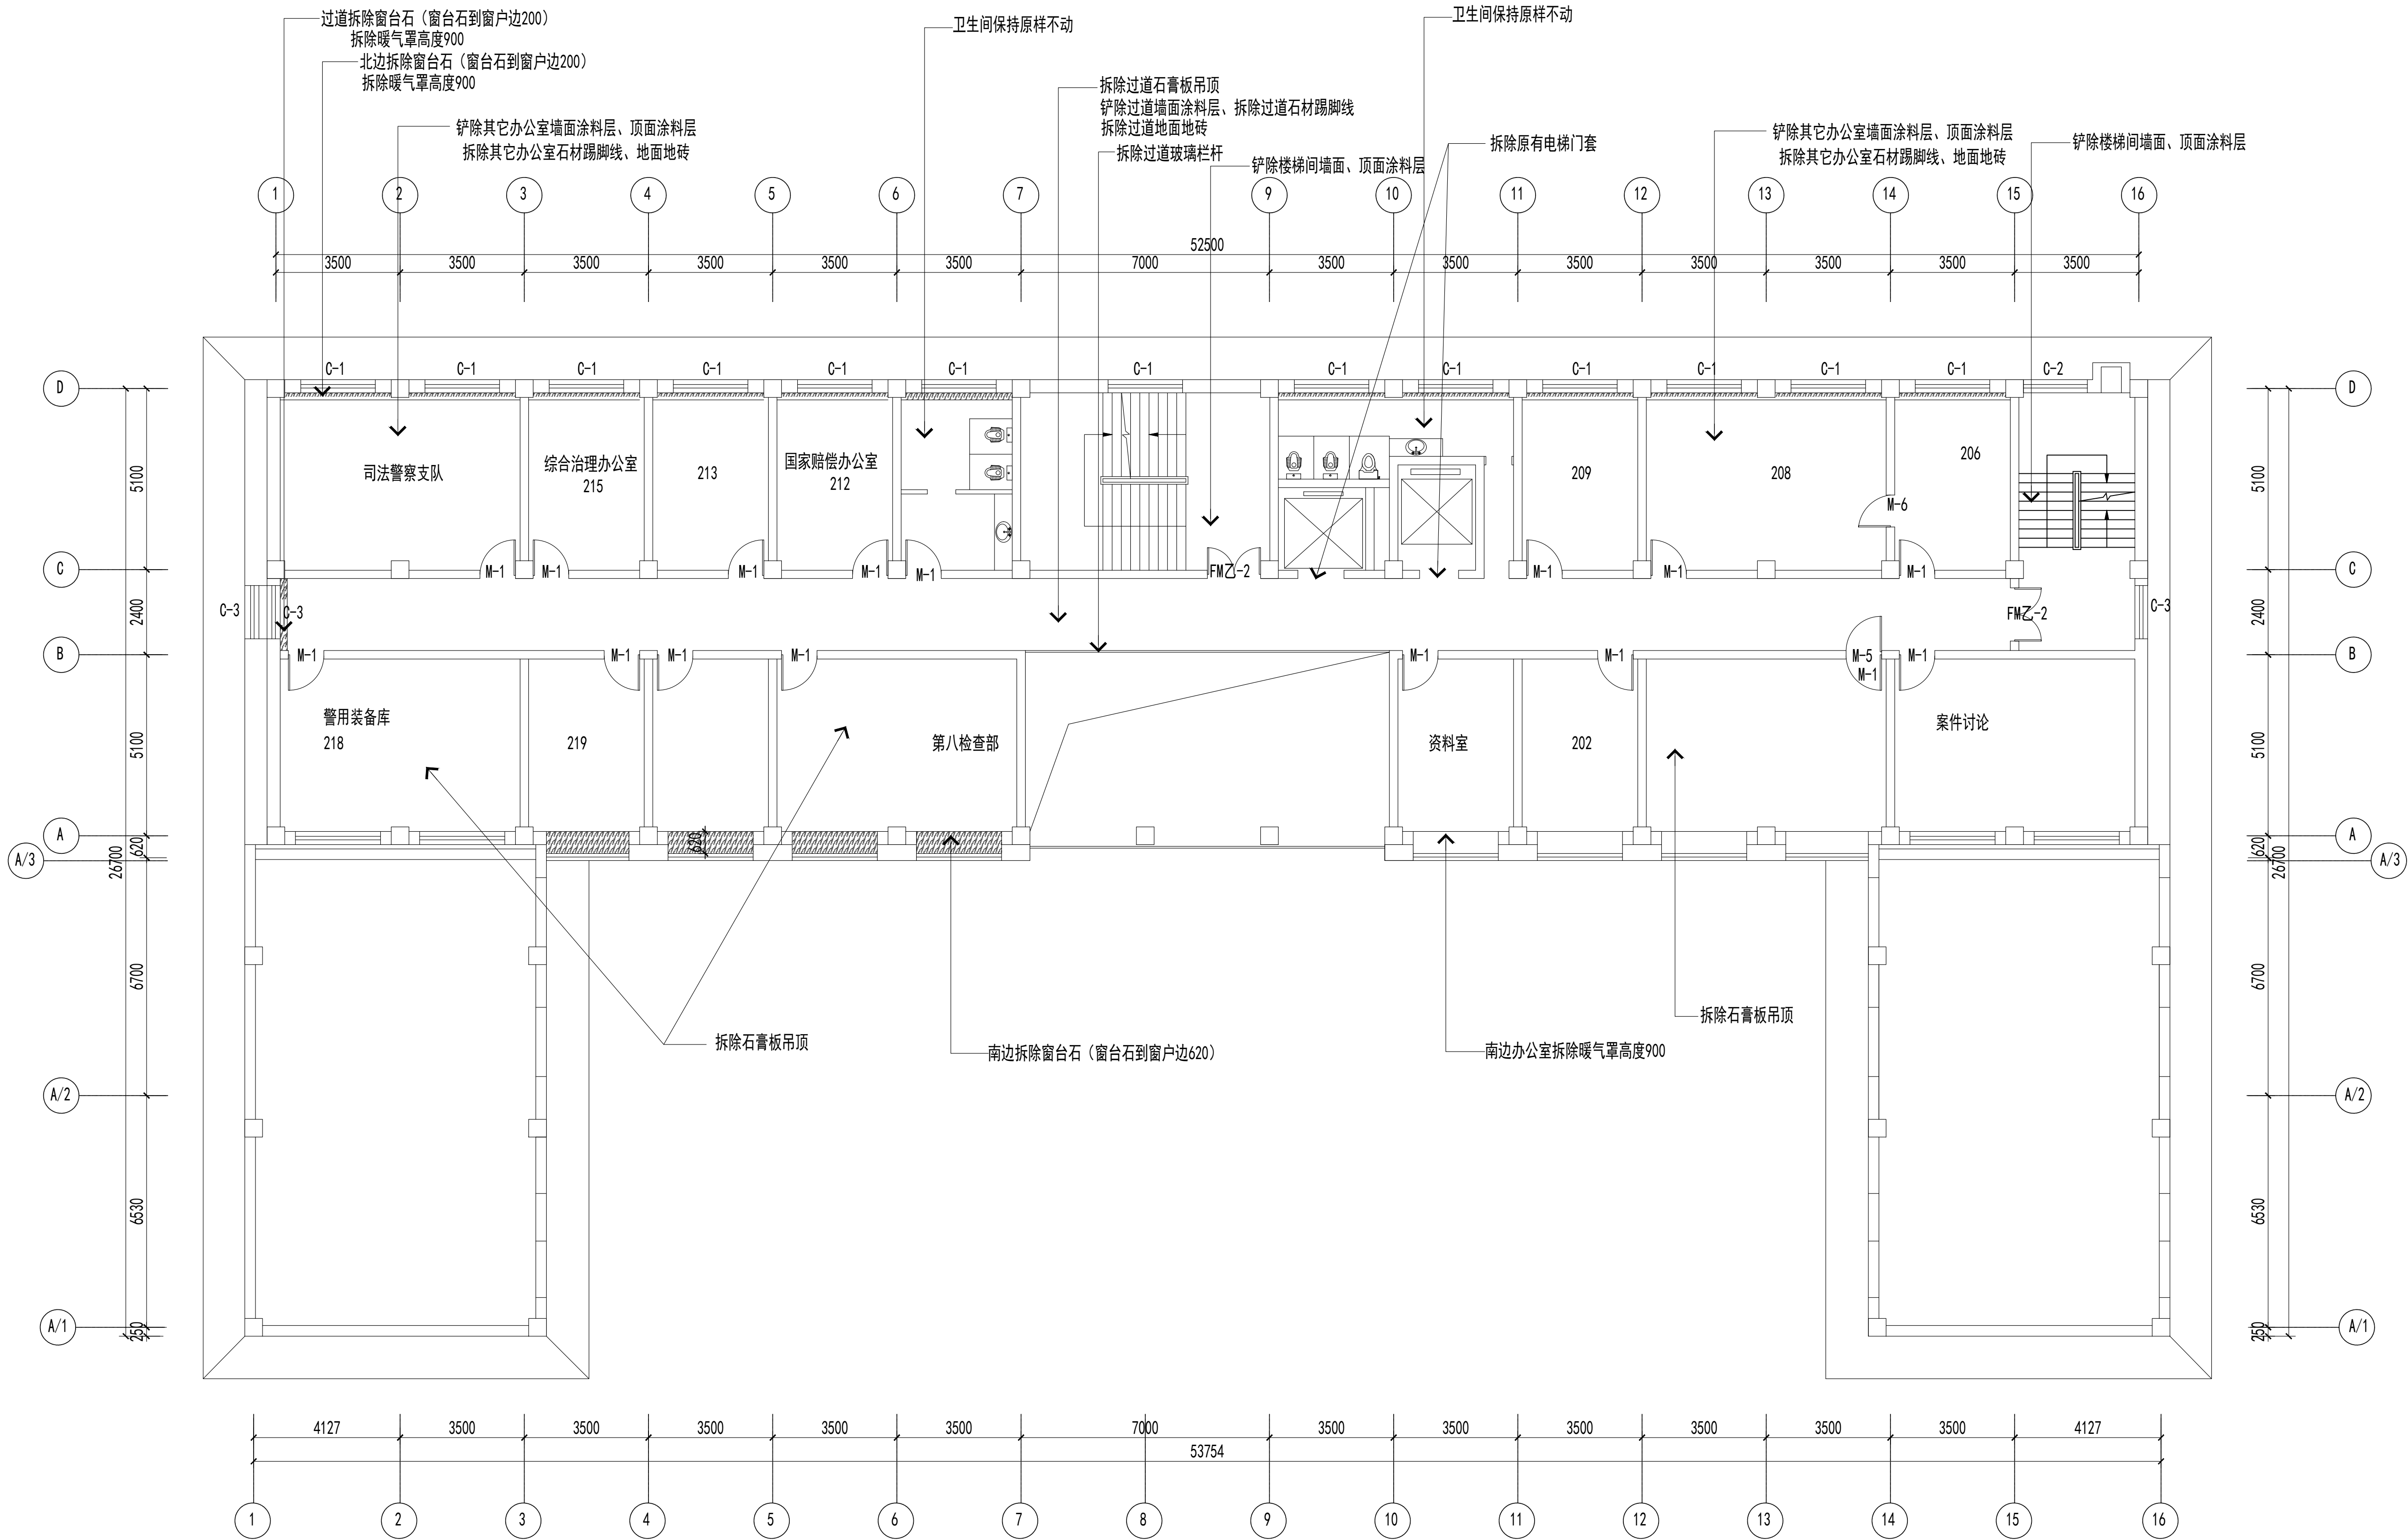 过道拆除窗台石（窗台石到窗户边200）
拆除暖气罩高度900
北边拆除窗台石（窗台石到窗户边200）
拆除暖气罩高度900
卫生间保持原样不动
卫生间保持原样不动
拆除过道石膏板吊顶
铲除过道墙面涂料层、拆除过道石材踢脚线
拆除过道地面地砖
拆除过道玻璃栏杆
铲除其它办公室墙面涂料层、顶面涂料层
拆除其它办公室石材踢脚线、地面地砖
铲除楼梯间墙面、顶面涂料层
拆除原有电梯门套
铲除其它办公室墙面涂料层、顶面涂料层
拆除其它办公室石材踢脚线、地面地砖
铲除楼梯间墙面、顶面涂料层
1 2 3 4 5 6 7 9 10 11 12 13 14 15 16
52500
3500 3500 3500 3500 3500 3500 7000 3500 3500 3500 3500 3500 3500 3500
C-1 C-1 C-1 C-1 C-1 C-1 C-1 C-1 C-1 C-1 C-1 C-1 C-1 C-2
D D
5100 5100
司法警察支队
综合治理办公室
215
213
国家赔偿办公室
212
209
208
206
M-6
C C
M-1 M-1 M-1 M-1 M-1 FM乙-2 M-1 M-1 M-1
2400 2400
C-3 C-3 FM乙-2 C-3
B B
M-1 M-1 M-1 M-1 M-1 M-1 M-5 M-1
M-1
5100 5100
警用装备库
218
219
第八检查部
资料室
202
案件讨论
A A
620 620 620
A/3 A/3
26700 26700
6700 6700
拆除石膏板吊顶
南边拆除窗台石（窗台石到窗户边620）
南边办公室拆除暖气罩高度900
拆除石膏板吊顶
A/2 A/2
6530 6530
A/1 A/1
250 250
4127 3500 3500 3500 3500 3500 7000 3500 3500 3500 3500 3500 3500 4127
53754
1 2 3 4 5 6 7 8 9 10 11 12 13 14 15 16